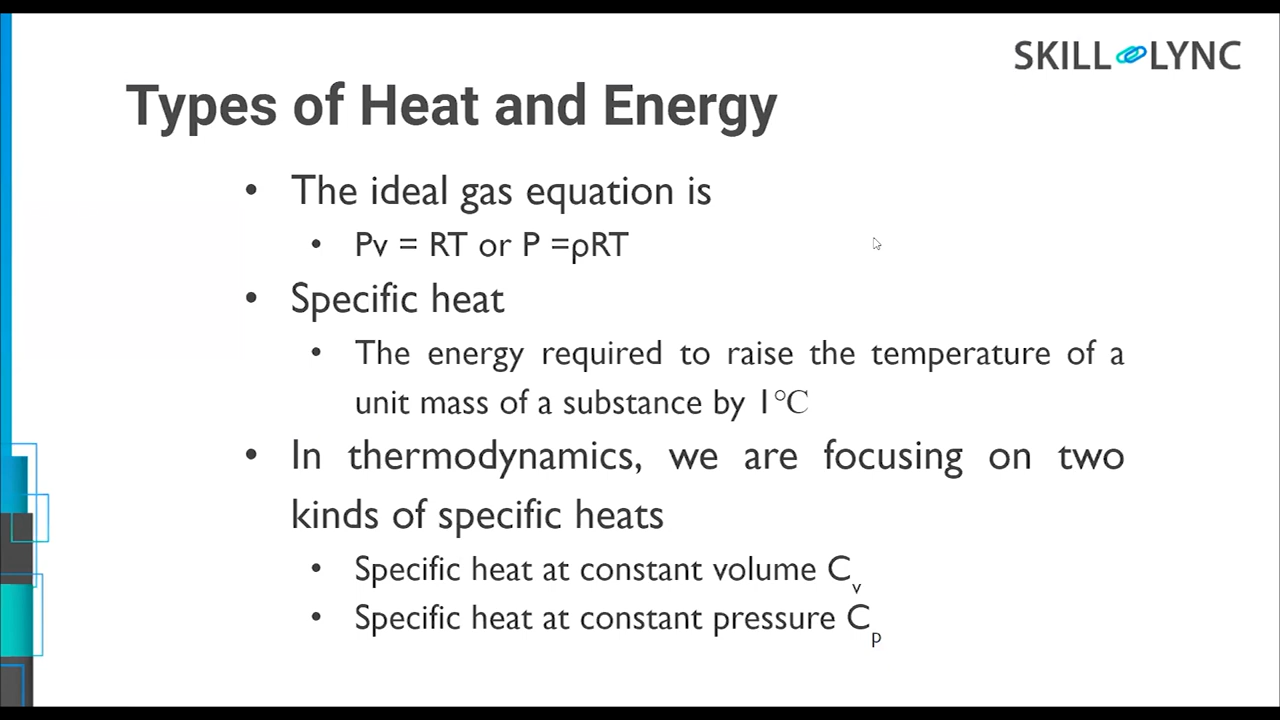 SKILL LYNC
Types of Heat and Energy
• The ideal gas equation is
• Pv = RT or P =ρRT
• Specific heat
• The energy required to raise the temperature of a
unit mass of a substance by 1°C
• In thermodynamics, we are focusing on two
kinds of specific heats
• Specific heat at constant volume Cv
• Specific heat at constant pressure Cp